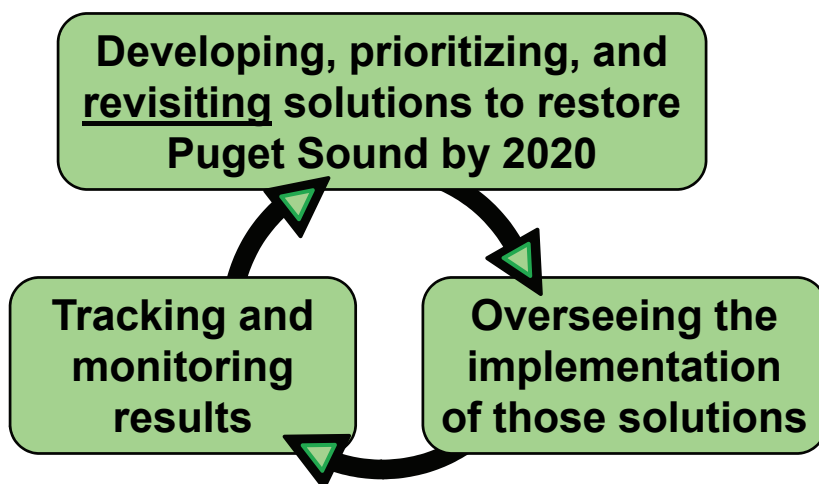 Developing, prioritizing, and
revisiting solutions to restore
Puget Sound by 2020
Tracking and
monitoring
results
Overseeing the
implementation
of those solutions